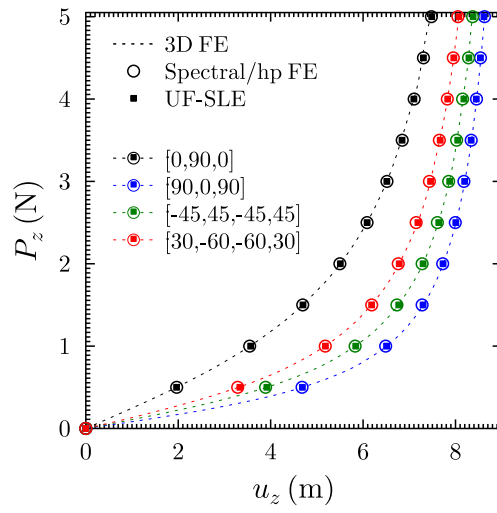 5
4
3
2
1
0
P_z (N)
3D FE
Spectral/hp FE
UF-SLE
[0,90,0]
[90,0,90]
[-45,45,-45,45]
[30,-60,-60,30]
0 2 4 6 8
u_z (m)